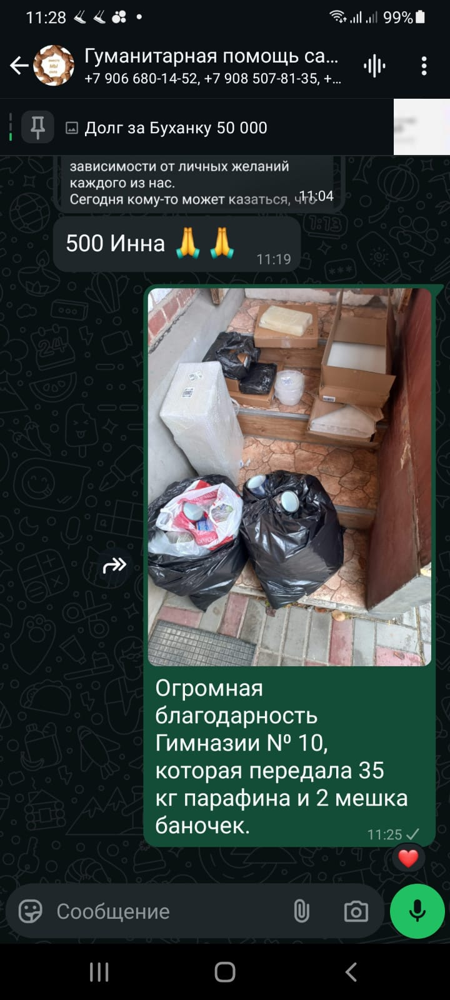 11:28
99%
Гуманитарная помощь са...
+7 906 680-14-52, +7 908 507-81-35, +...
Долг за Буханку 50 000
зависимости от личных желаний
каждого из нас.
Сегодня кому-то может казаться, что
11:04
500 Инна 🙏 🙏
11:19
Огромная
благодарность
Гимназии № 10,
которая передала 35
кг парафина и 2 мешка
баночек.
11:25
Сообщение